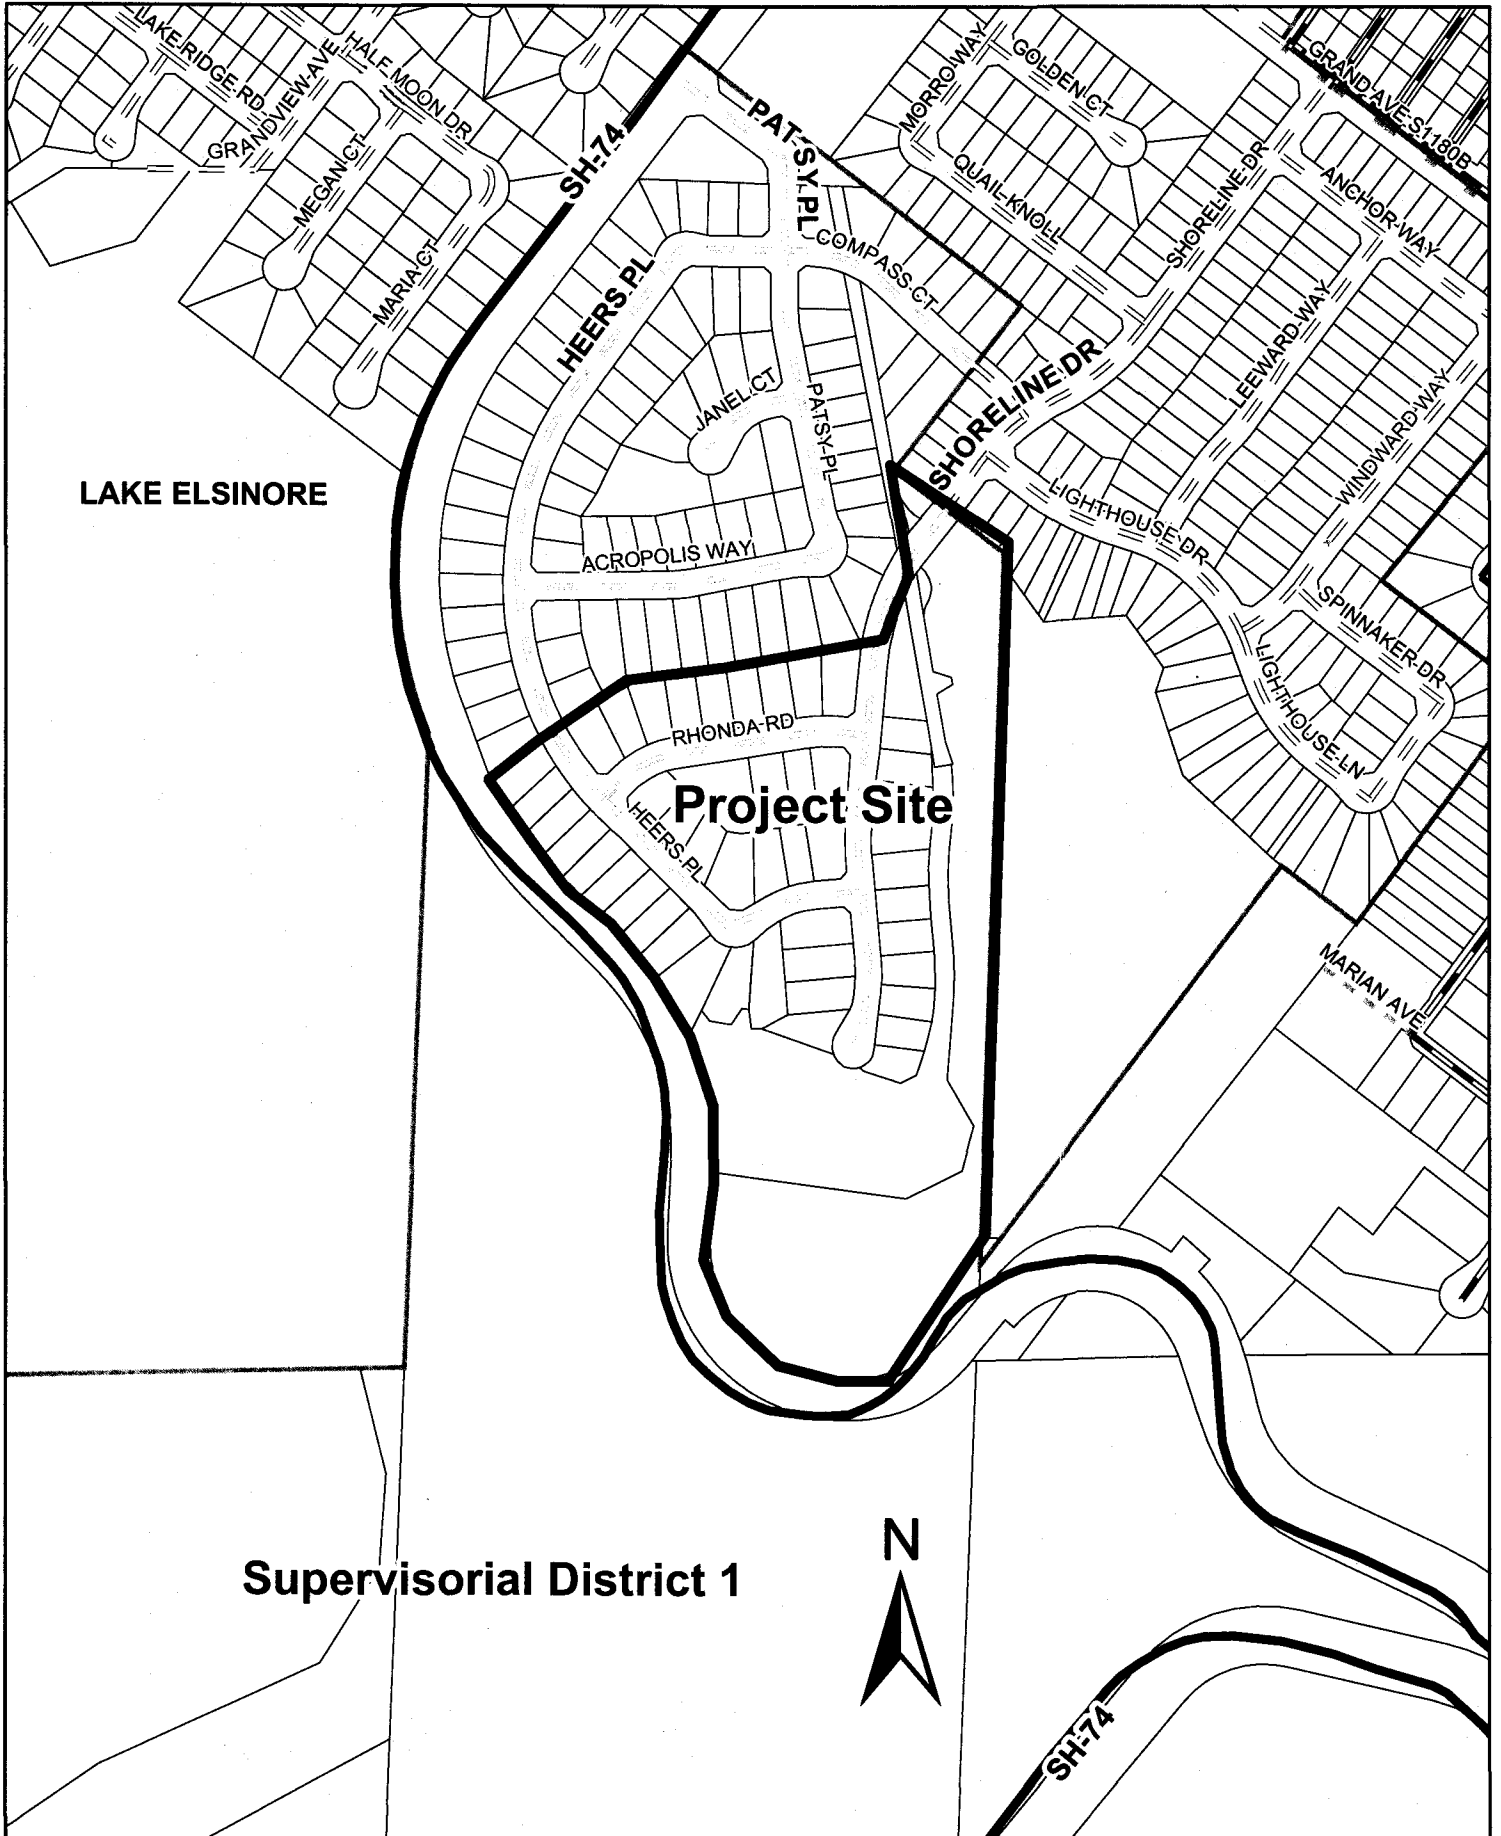 LAKE RIDGE RD
GRANDVIEW AVE
HALF MOON DR
MEGAN CT
MARIA CT
SH-74
PATSY PL
MORRO WAY
GOLDEN CT
GRAND AVE S1180B
QUAIL KNOLL
SHORELINE DR
ANCHOR WAY
COMPASS CT
HEERS PL
LEEWARD WAY
JANEL CT
PATSY PL
SHORELINE DR
WINDWARD WAY
LAKE ELSINORE
LIGHTHOUSE DR
ACROPOLIS WAY
SPINNAKER DR
LIGHTHOUSE LN
RHONDA RD
Project Site
HEERS PL
MARIAN AVE
N
Supervisorial District 1
SH-74